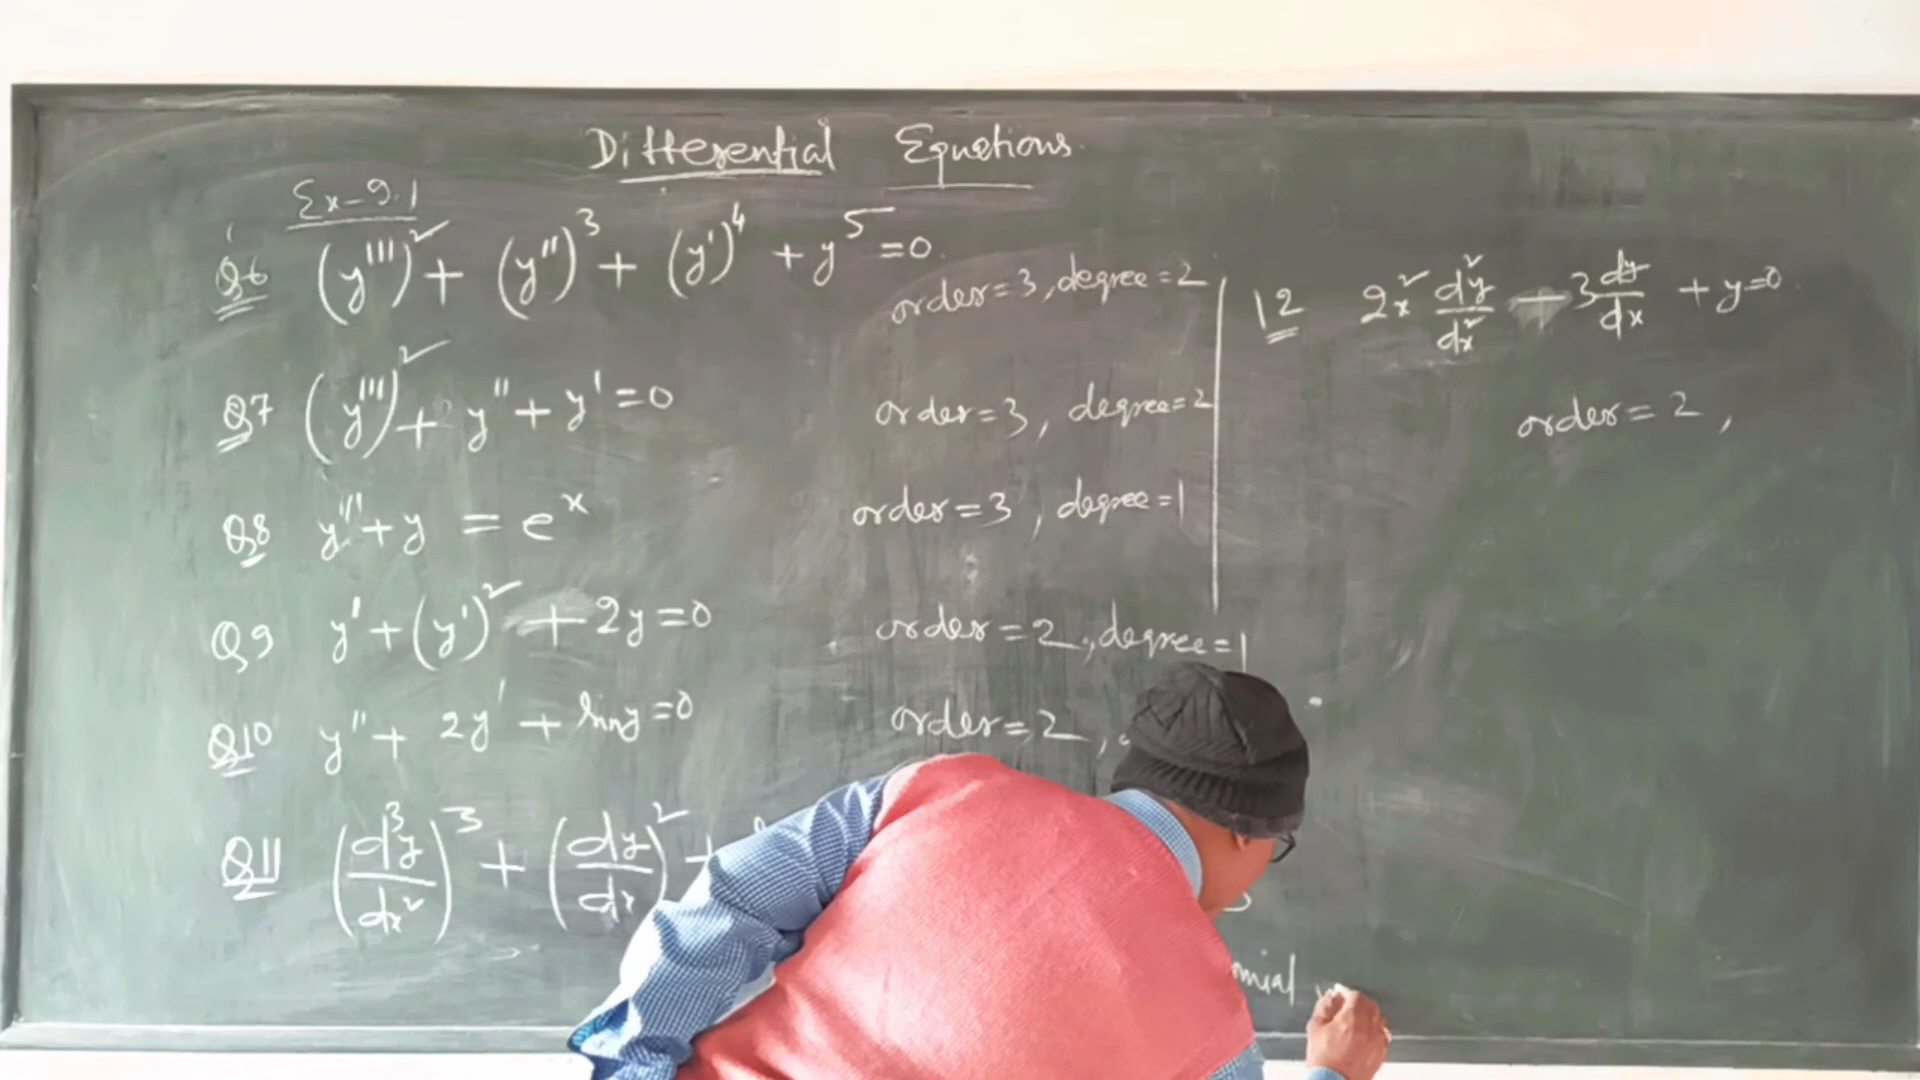 Differential Equations.
Ex-9.1
Q6 (y''')² + (y'')³ + (y')⁴ + y⁵ = 0.
order = 3, degree = 2
Q7 (y''')² + y'' + y' = 0
order = 3, degree = 2
Q8 y''' + y = eˣ
order = 3, degree = 1
Q9 y' + (y')² + 2y = 0
order = 2, degree = 1
Q10 y'' + 2y' + siny = 0
order = 2,
Q11 (d³y/dx²)³ + (dy/dx)² +
12 2x² d²y/dx² - 3 dy/dx + y = 0.
order = 2,